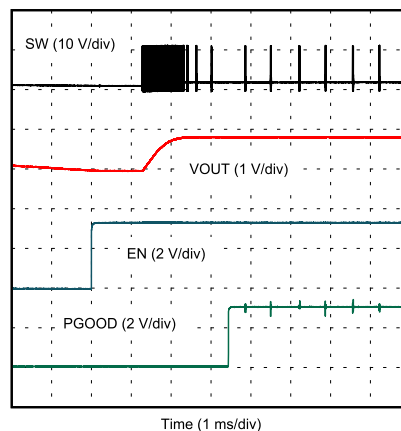 SW (10 V/div)
VOUT (1 V/div)
EN (2 V/div)
PGOOD (2 V/div)
Time (1 ms/div)